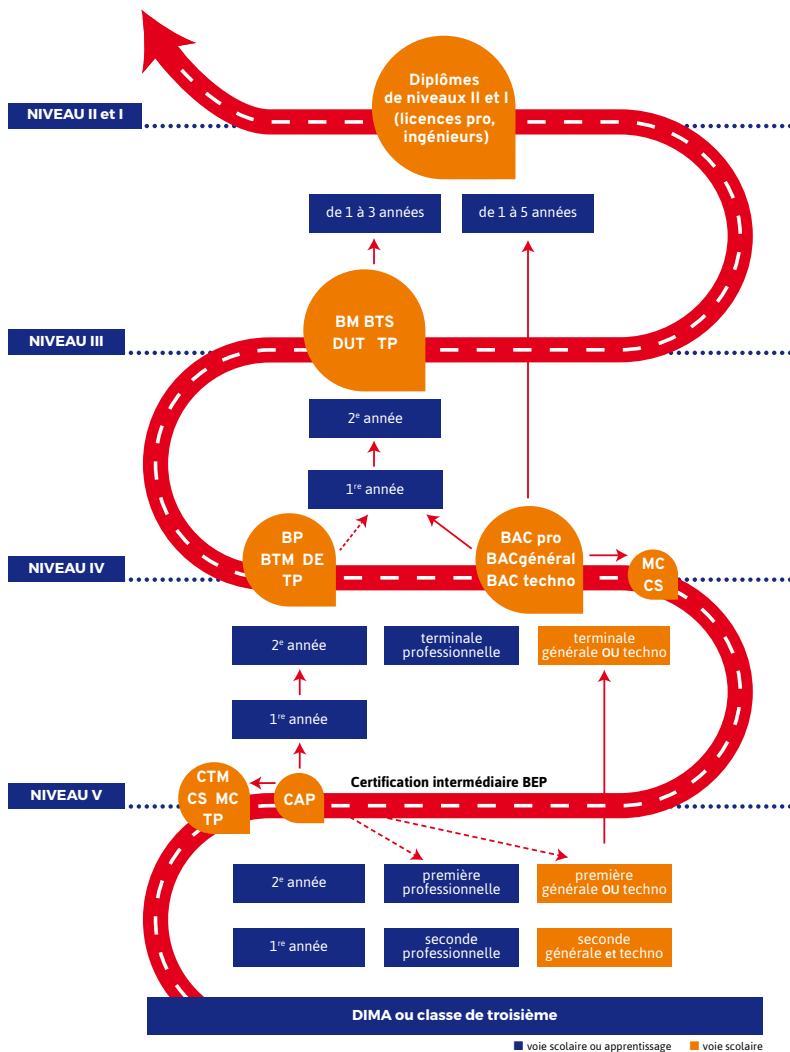 Diplômes
de niveaux II et I
(licences pro,
ingénieurs)
NIVEAU II et I
de 1 à 3 années
de 1 à 5 années
BM BTS
DUT TP
NIVEAU III
2e année
1re année
BP
BTM DE
TP
BAC pro
BACgénéral
BAC techno
MC
CS
NIVEAU IV
2e année
terminale
professionnelle
terminale
générale OU techno
1re année
CTM
CS MC
TP
CAP
Certification intermédiaire BEP
NIVEAU V
2e année
première
professionnelle
première
générale OU techno
1re année
seconde
professionnelle
seconde
générale et techno
DIMA ou classe de troisième
voie scolaire ou apprentissage
voie scolaire